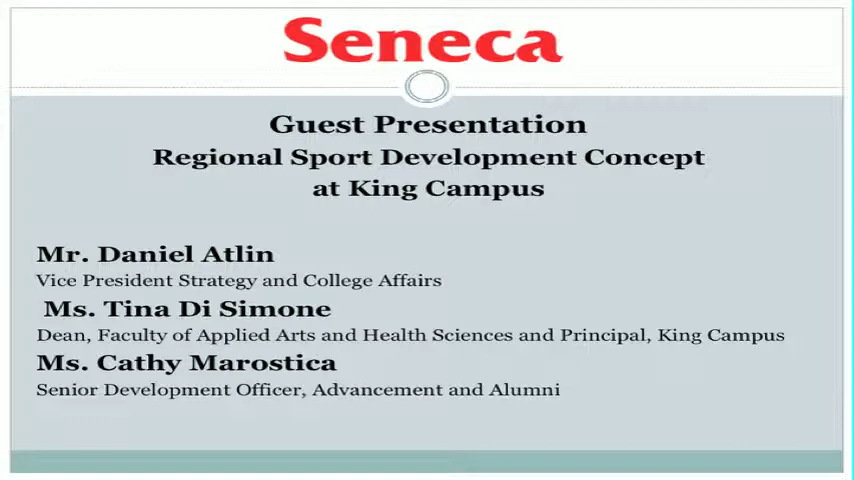 Seneca
Guest Presentation
Regional Sport Development Concept
at King Campus
Mr. Daniel Atlin
Vice President Strategy and College Affairs
Ms. Tina Di Simone
Dean, Faculty of Applied Arts and Health Sciences and Principal, King Campus
Ms. Cathy Marostica
Senior Development Officer, Advancement and Alumni